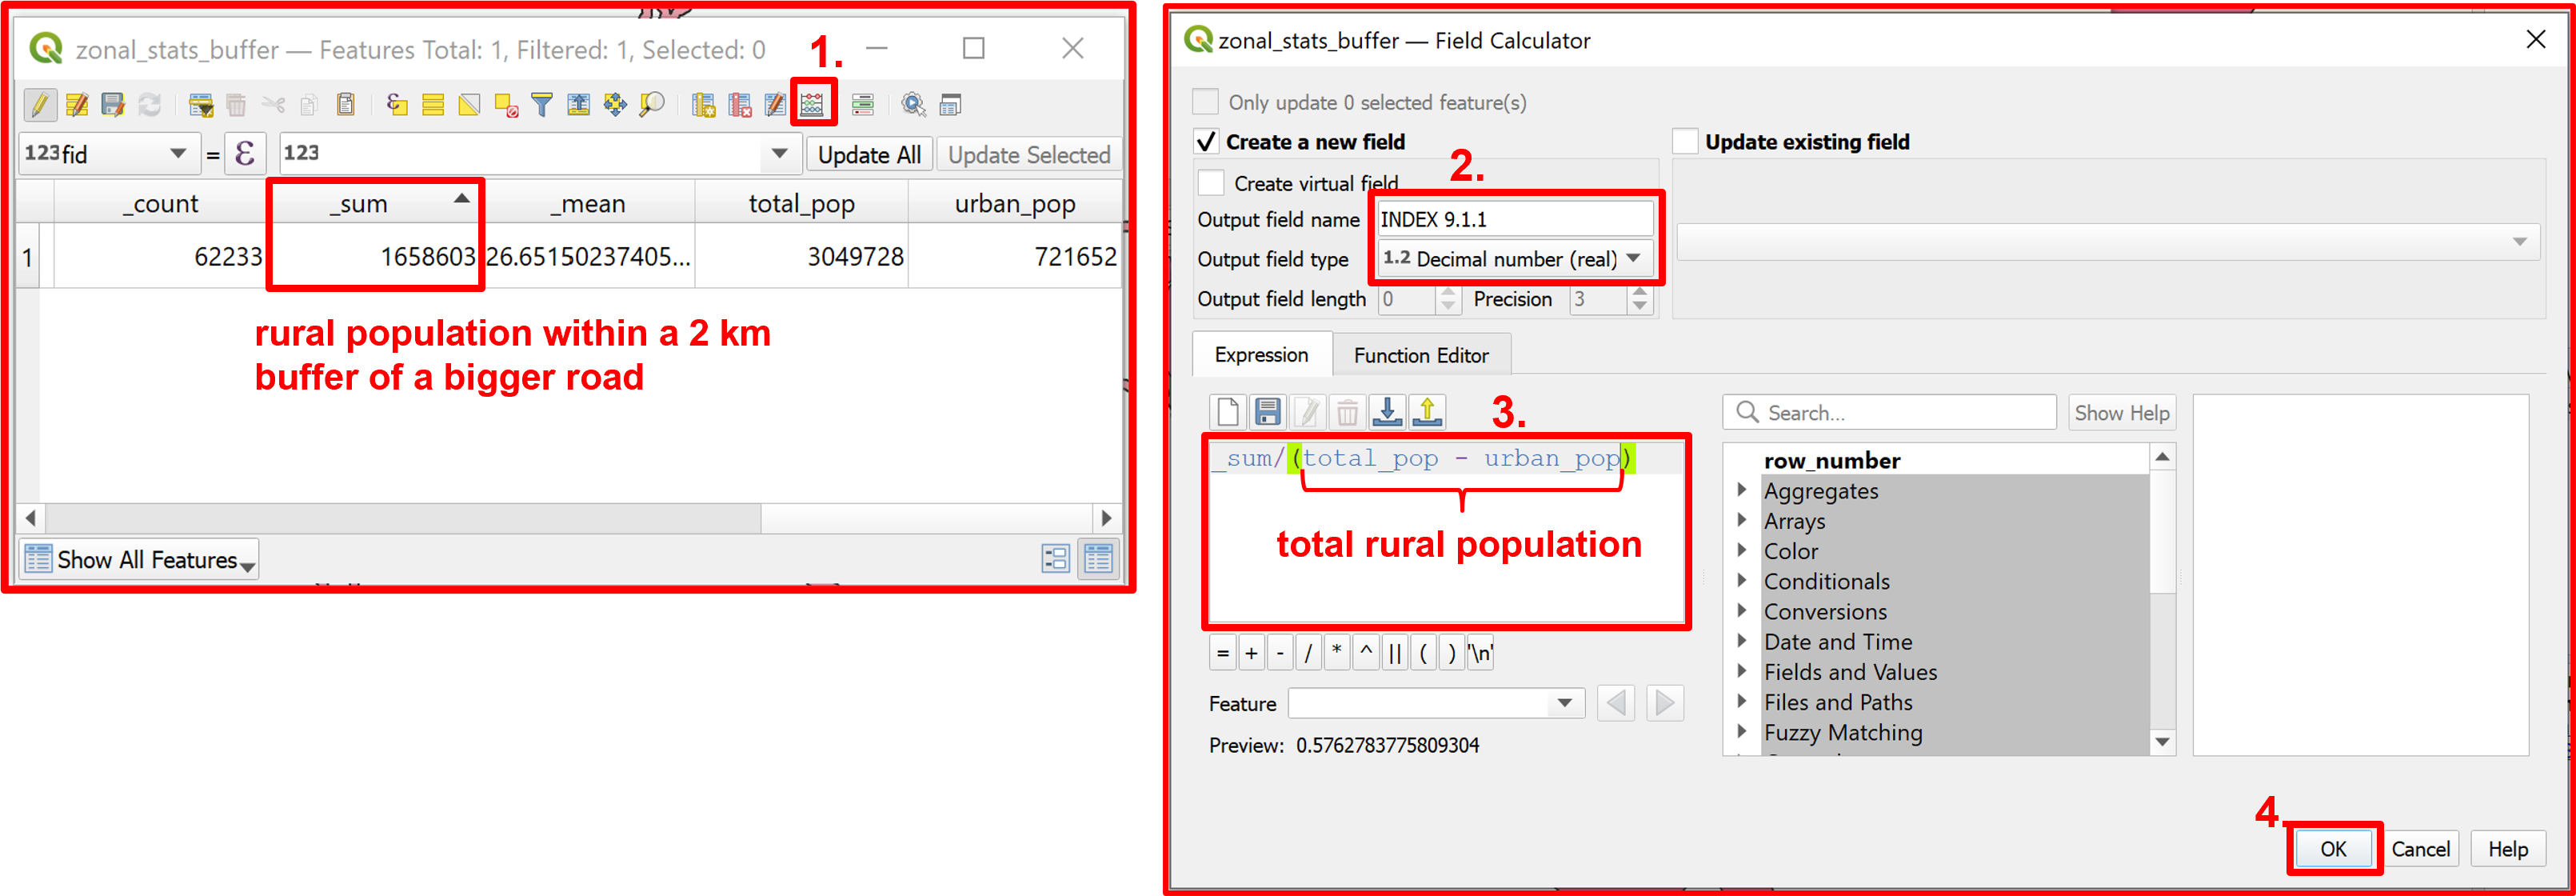 zonal_stats_buffer — Features Total: 1, Filtered: 1, Selected: 0
1.
123 fid
=
ε
123
Update All
Update Selected
_count
_sum
_mean
total_pop
urban_pop
1
62233
1658603
26.65150237405...
3049728
721652
rural population within a 2 km
buffer of a bigger road
Show All Features
zonal_stats_buffer — Field Calculator
Only update 0 selected feature(s)
Create a new field
Update existing field
2.
Create virtual field
Output field name
INDEX 9.1.1
Output field type
1.2 Decimal number (real)
Output field length
0
Precision
3
Expression
Function Editor
3.
Search...
Show Help
_sum/(total_pop - urban_pop)
total rural population
row_number
Aggregates
Arrays
Color
Conditionals
Conversions
Date and Time
Fields and Values
Files and Paths
Fuzzy Matching
= + - / * ^ || ( ) '\n'
Feature
Preview: 0.5762783775809304
4.
OK
Cancel
Help